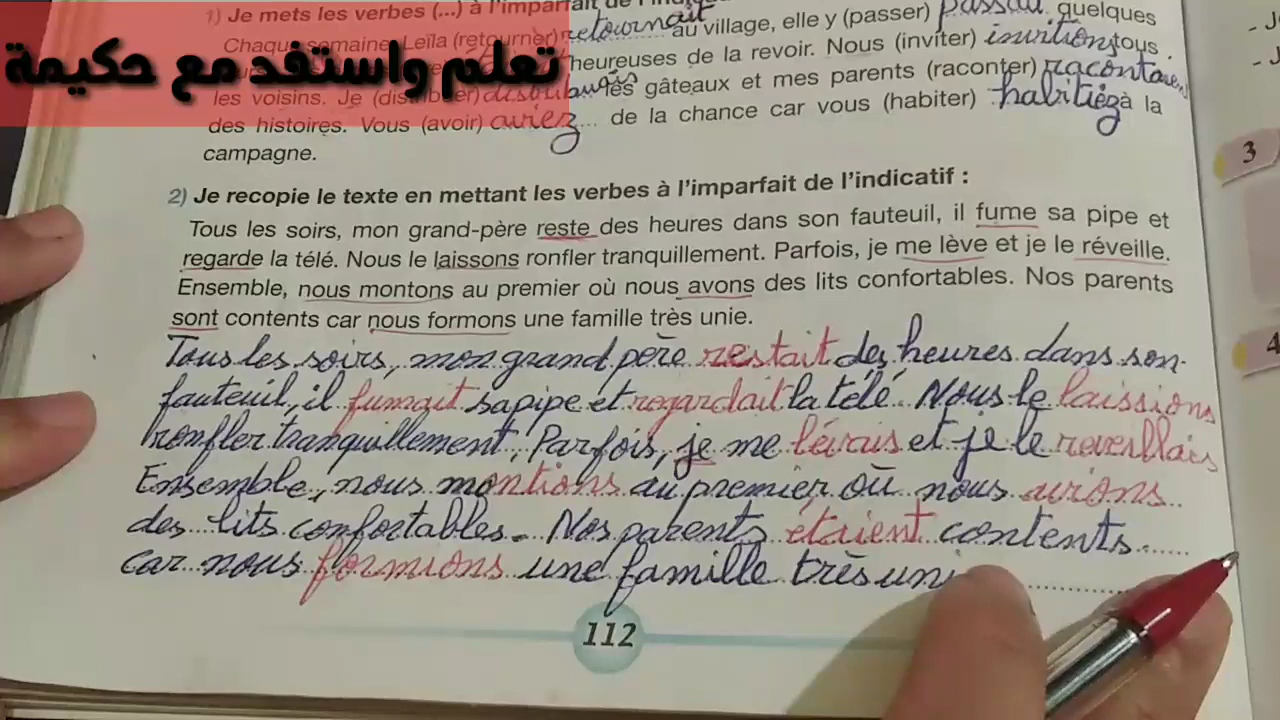 1) Je mets les verbes (...) à l'imparfait de l'indi
Chaque semaine, Leïla (retourner) retournait au village, elle y (passer) passait quelques
heureuses de la revoir. Nous (inviter) invitions tous
les voisins. Je (distribuer) distribuais les gâteaux et mes parents (raconter) racontaient
des histoires. Vous (avoir) aviez... de la chance car vous (habiter) habitiez à la
campagne.
تعلم واستفد مع حكيمة
2) Je recopie le texte en mettant les verbes à l'imparfait de l'indicatif :
Tous les soirs, mon grand-père reste des heures dans son fauteuil, il fume sa pipe et
regarde la télé. Nous le laissons ronfler tranquillement. Parfois, je me lève et je le réveille.
Ensemble, nous montons au premier où nous avons des lits confortables. Nos parents
sont contents car nous formons une famille très unie.
Tous les soirs, mon grand père restait des heures dans son
fauteuil, il fumait sa pipe et regardait la télé. Nous le laissions
ronfler tranquillement, Parfois, je me lévais et je le reveillais
Ensemble, nous montions au premier, où nous avions
des lits confortables. Nos parents étaient contents
car nous formions une famille très uni
112
3
4
- J
- J